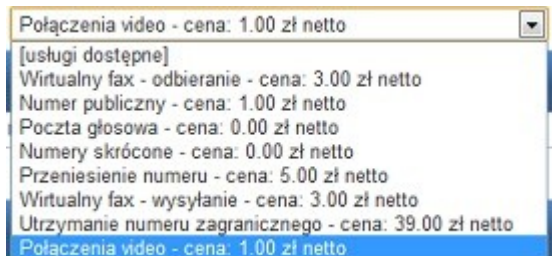 Połączenia video - cena: 1.00 zł netto
[usługi dostępne]
Wirtualny fax - odbieranie - cena: 3.00 zł netto
Numer publiczny - cena: 1.00 zł netto
Poczta głosowa - cena: 0.00 zł netto
Numery skrócone - cena: 0.00 zł netto
Przeniesienie numeru - cena: 5.00 zł netto
Wirtualny fax - wysyłanie - cena: 3.00 zł netto
Utrzymanie numeru zagranicznego - cena: 39.00 zł netto
Połączenia video - cena: 1.00 zł netto